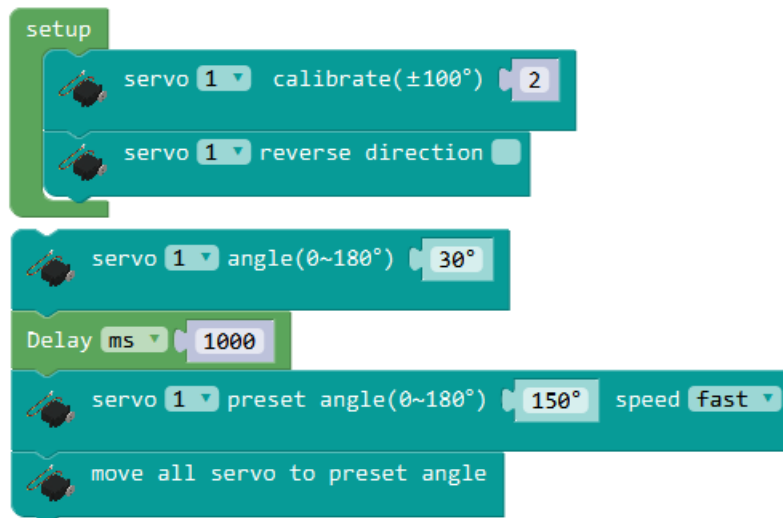 setup
servo 1 calibrate(±100°) 2
servo 1 reverse direction
servo 1 angle(0~180°) 30°
Delay ms 1000
servo 1 preset angle(0~180°) 150° speed fast
move all servo to preset angle